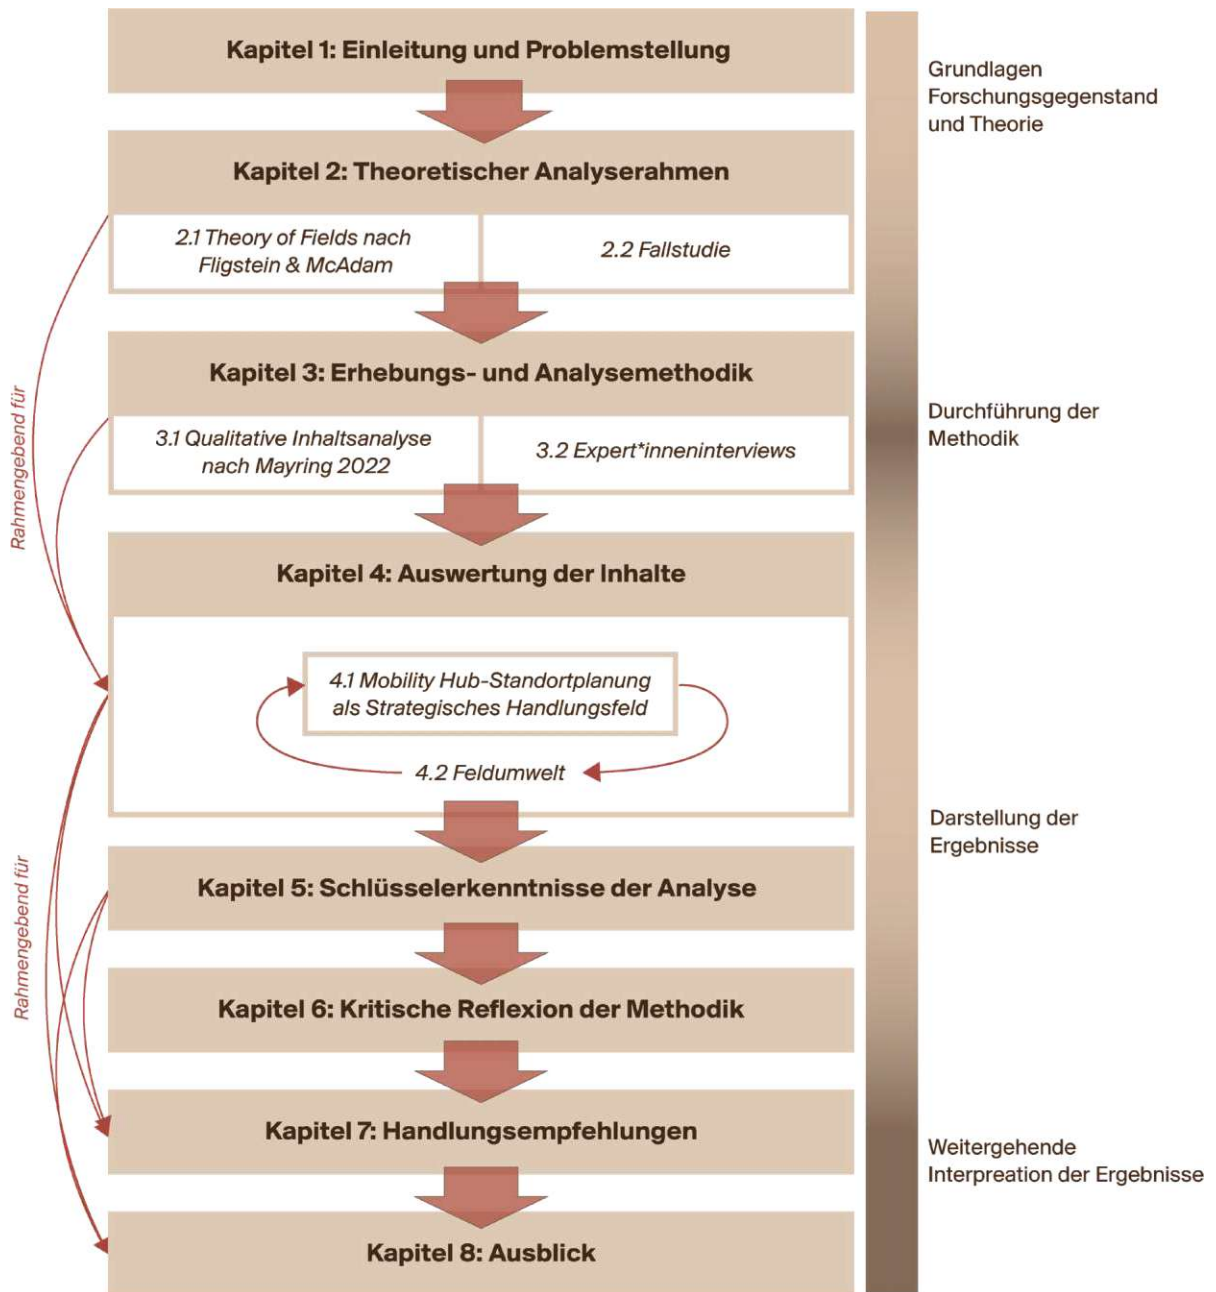 Kapitel 1: Einleitung und Problemstellung
Grundlagen
Forschungsgegenstand
und Theorie
Kapitel 2: Theoretischer Analyserahmen
2.1 Theory of Fields nach
Fligstein & McAdam
2.2 Fallstudie
Rahmengebend für
Kapitel 3: Erhebungs- und Analysemethodik
3.1 Qualitative Inhaltsanalyse
nach Mayring 2022
3.2 Expert*inneninterviews
Durchführung der
Methodik
Kapitel 4: Auswertung der Inhalte
4.1 Mobility Hub-Standortplanung
als Strategisches Handlungsfeld
4.2 Feldumwelt
Darstellung der
Ergebnisse
Rahmengebend für
Kapitel 5: Schlüsselerkenntnisse der Analyse
Kapitel 6: Kritische Reflexion der Methodik
Kapitel 7: Handlungsempfehlungen
Weitergehende
Interpreation der Ergebnisse
Kapitel 8: Ausblick